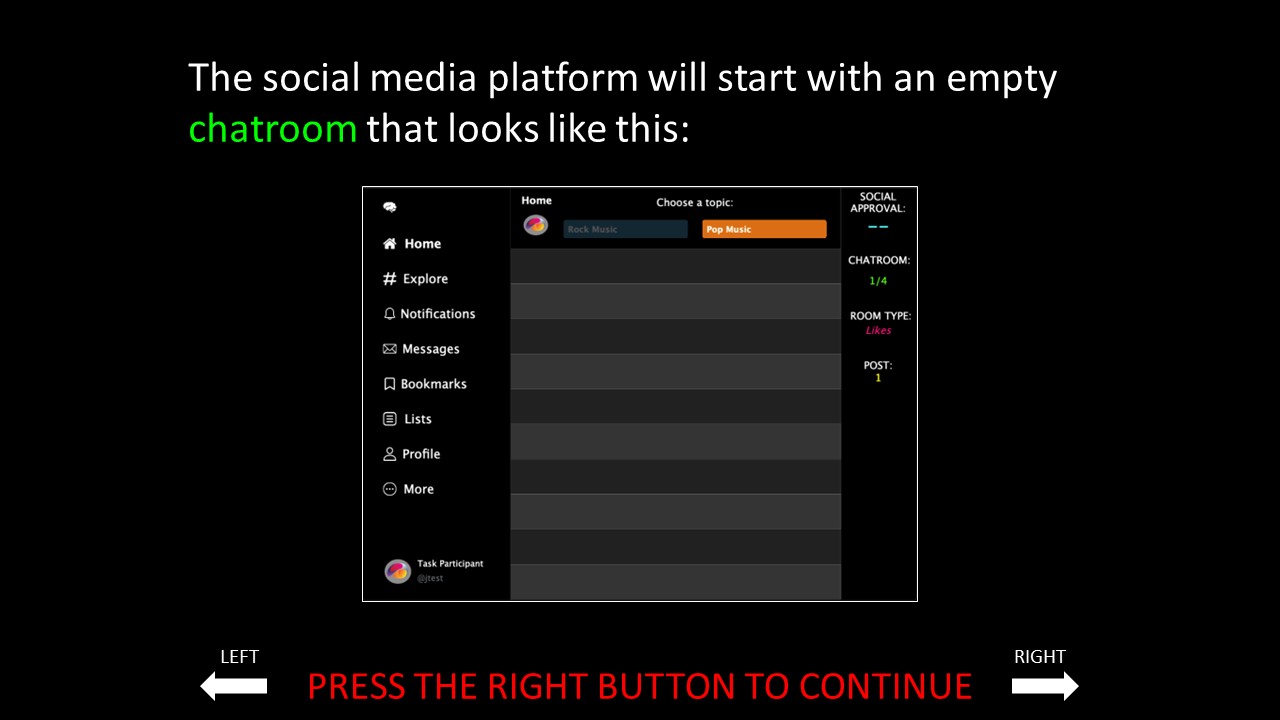 The social media platform will start with an empty
chatroom that looks like this:
Home
Explore
Notifications
Messages
Bookmarks
Lists
Profile
More
Task Participant
@jtest
Home
Choose a topic:
Rock Music
Pop Music
SOCIAL
APPROVAL:
--
CHATROOM:
1/4
ROOM TYPE:
Likes
POST:
1
LEFT
PRESS THE RIGHT BUTTON TO CONTINUE
RIGHT